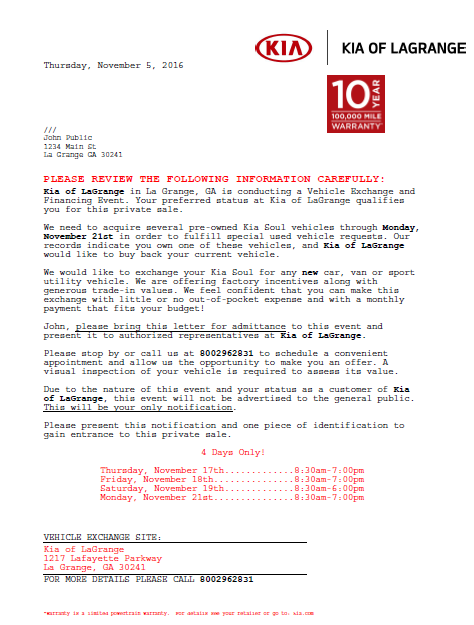 KIA KIA OF LAGRANGE
Thursday, November 5, 2016
10 YEAR
100,000 MILE
WARRANTY*
///
John Public
1234 Main St
La Grange GA 30241
PLEASE REVIEW THE FOLLOWING INFORMATION CAREFULLY:
Kia of LaGrange in La Grange, GA is conducting a Vehicle Exchange and
Financing Event. Your preferred status at Kia of LaGrange qualifies
you for this private sale.
We need to acquire several pre-owned Kia Soul vehicles through Monday,
November 21st in order to fulfill special used vehicle requests. Our
records indicate you own one of these vehicles, and Kia of LaGrange
would like to buy back your current vehicle.
We would like to exchange your Kia Soul for any new car, van or sport
utility vehicle. We are offering factory incentives along with
generous trade-in values. We feel confident that you can make this
exchange with little or no out-of-pocket expense and with a monthly
payment that fits your budget!
John, please bring this letter for admittance to this event and
present it to authorized representatives at Kia of LaGrange.
Please stop by or call us at 8002962831 to schedule a convenient
appointment and allow us the opportunity to make you an offer. A
visual inspection of your vehicle is required to assess its value.
Due to the nature of this event and your status as a customer of Kia
of LaGrange, this event will not be advertised to the general public.
This will be your only notification.
Please present this notification and one piece of identification to
gain entrance to this private sale.
4 Days Only!
Thursday, November 17th.............8:30am-7:00pm
Friday, November 18th...............8:30am-7:00pm
Saturday, November 19th.............8:30am-6:00pm
Monday, November 21st...............8:30am-7:00pm
VEHICLE EXCHANGE SITE:
Kia of LaGrange
1217 Lafayette Parkway
La Grange, GA 30241
FOR MORE DETAILS PLEASE CALL 8002962831
*Warranty is a limited powertrain warranty. For details see your retailer or go to: kia.com